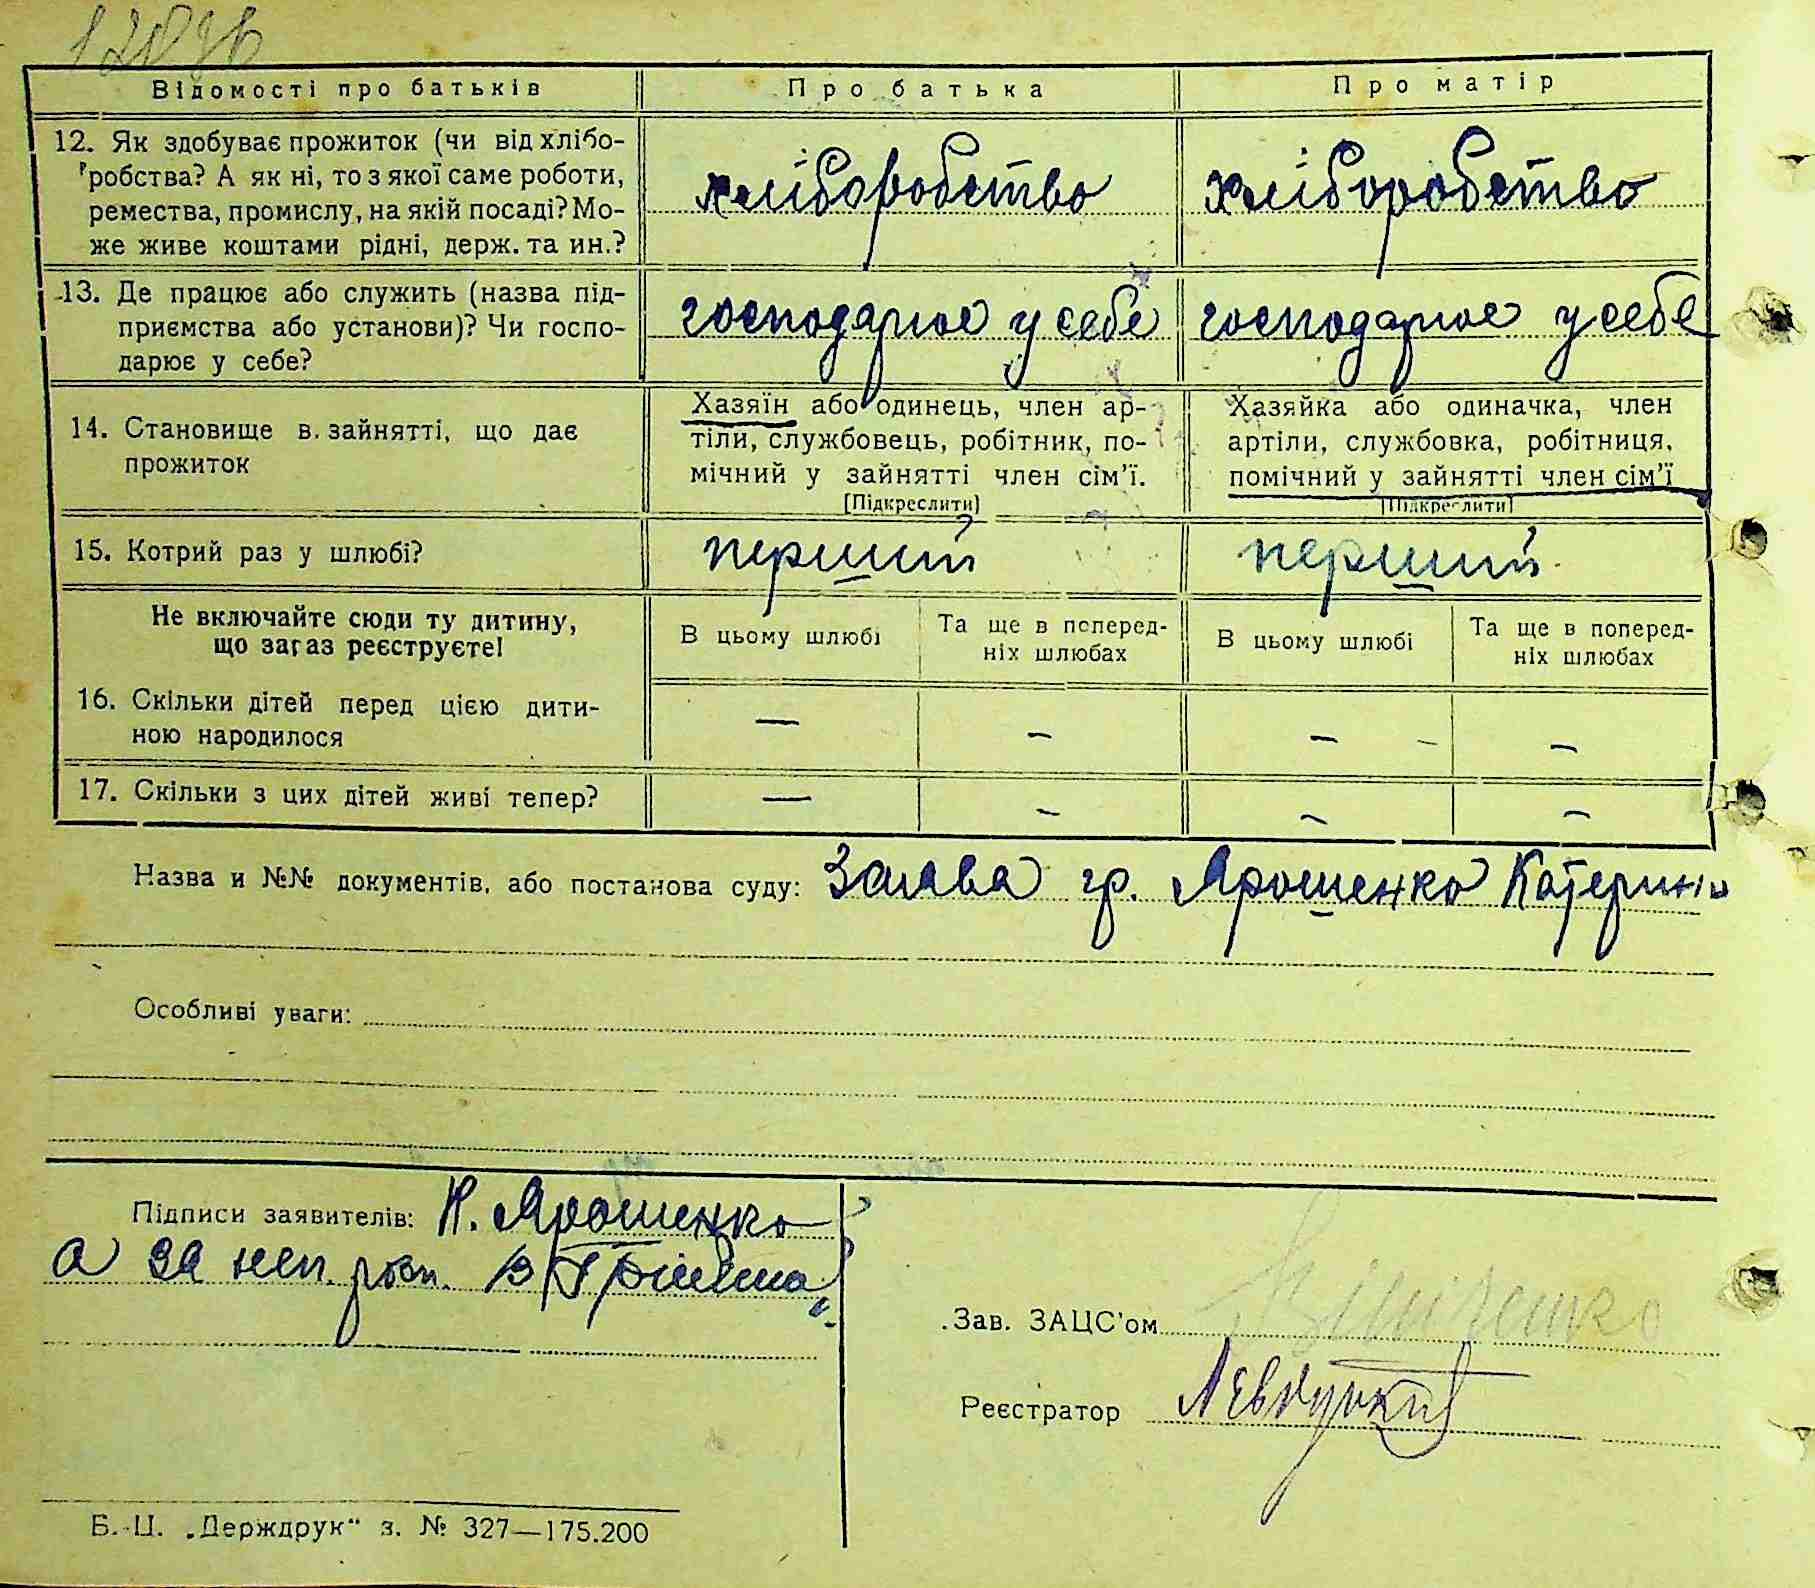 Відомості про батьків
Про батька
Про матір
12. Як здобуває прожиток (чи від хлібо-
робства? А як ні, то з якої саме роботи,
ремества, промислу, на якій посаді? Мо-
же живе коштами рідні, держ. та ин.?
хліборобство
хліборобство
13. Де працює або служить (назва під-
приємства або установи)? Чи госпо-
дарює у себе?
господарює у себе
господарює у себе
14. Становище в. зайнятті, що дає
прожиток
Хазяїн або одинець, член ар-
тіли, службовець, робітник, по-
мічний у зайнятті член сім'ї.
[Підкреслити]
Хазяйка або одиначка, член
артіли, службовка, робітниця,
помічний у зайнятті член сім'ї
[Підкреслити]
15. Котрий раз у шлюбі?
перший
перший
Не включайте сюди ту дитину,
що зараз реєструєте!
В цьому шлюбі
Та ще в поперед-
ніх шлюбах
В цьому шлюбі
Та ще в поперед-
ніх шлюбах
16. Скільки дітей перед цією дити-
ною народилося
— — — —
17. Скільки з цих дітей живі тепер?
— — — —
Назва и №№ документів, або постанова суду: Заява гр. Ярошенко Катерини
Особливі уваги:
Підписи заявителів: К. Ярошенко
а за неп. розп.
Зав. ЗАЦС'ом
Реєстратор
Б.-Ц. „Держдрук" з. № 327—175.200